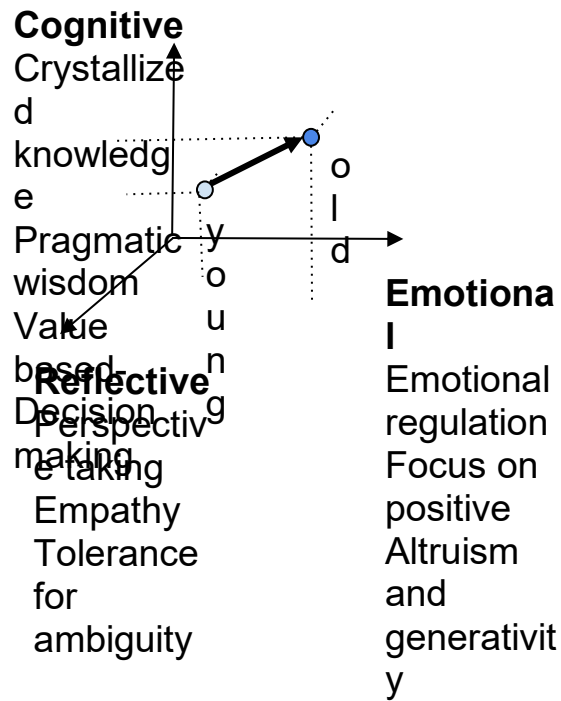 Cognitive
Crystallize
d
knowledg
e
Pragmatic
wisdom
Value
based-
Decision
making
Reflective
Perspectiv
e taking
Empathy
Tolerance
for
ambiguity
y
o
u
n
g
o
l
d
Emotiona
l
Emotional
regulation
Focus on
positive
Altruism
and
generativit
y